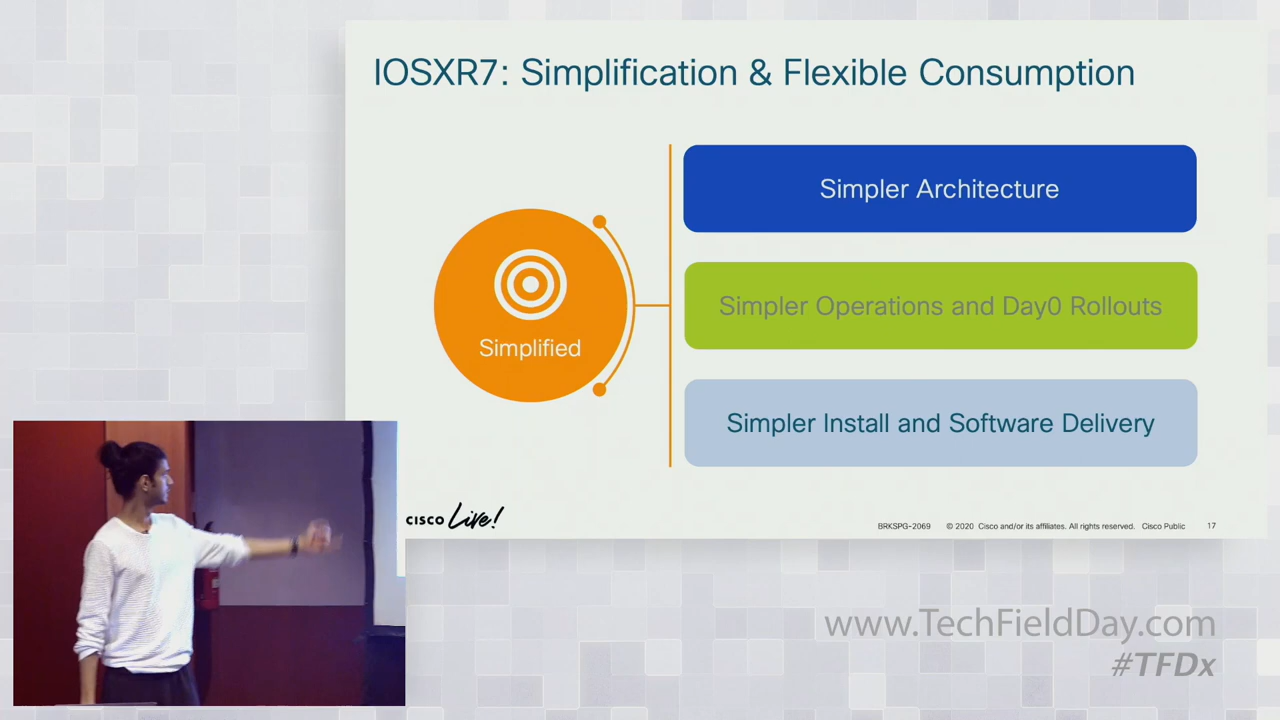 IOSXR7: Simplification & Flexible Consumption
Simpler Architecture
Simpler Operations and Day0 Rollouts
Simplified
Simpler Install and Software Delivery
CISCO Live!
BRKSPG-2069 © 2020 Cisco and/or its affiliates. All rights reserved. Cisco Public 17
www.TechFieldDay.com
#TFDx